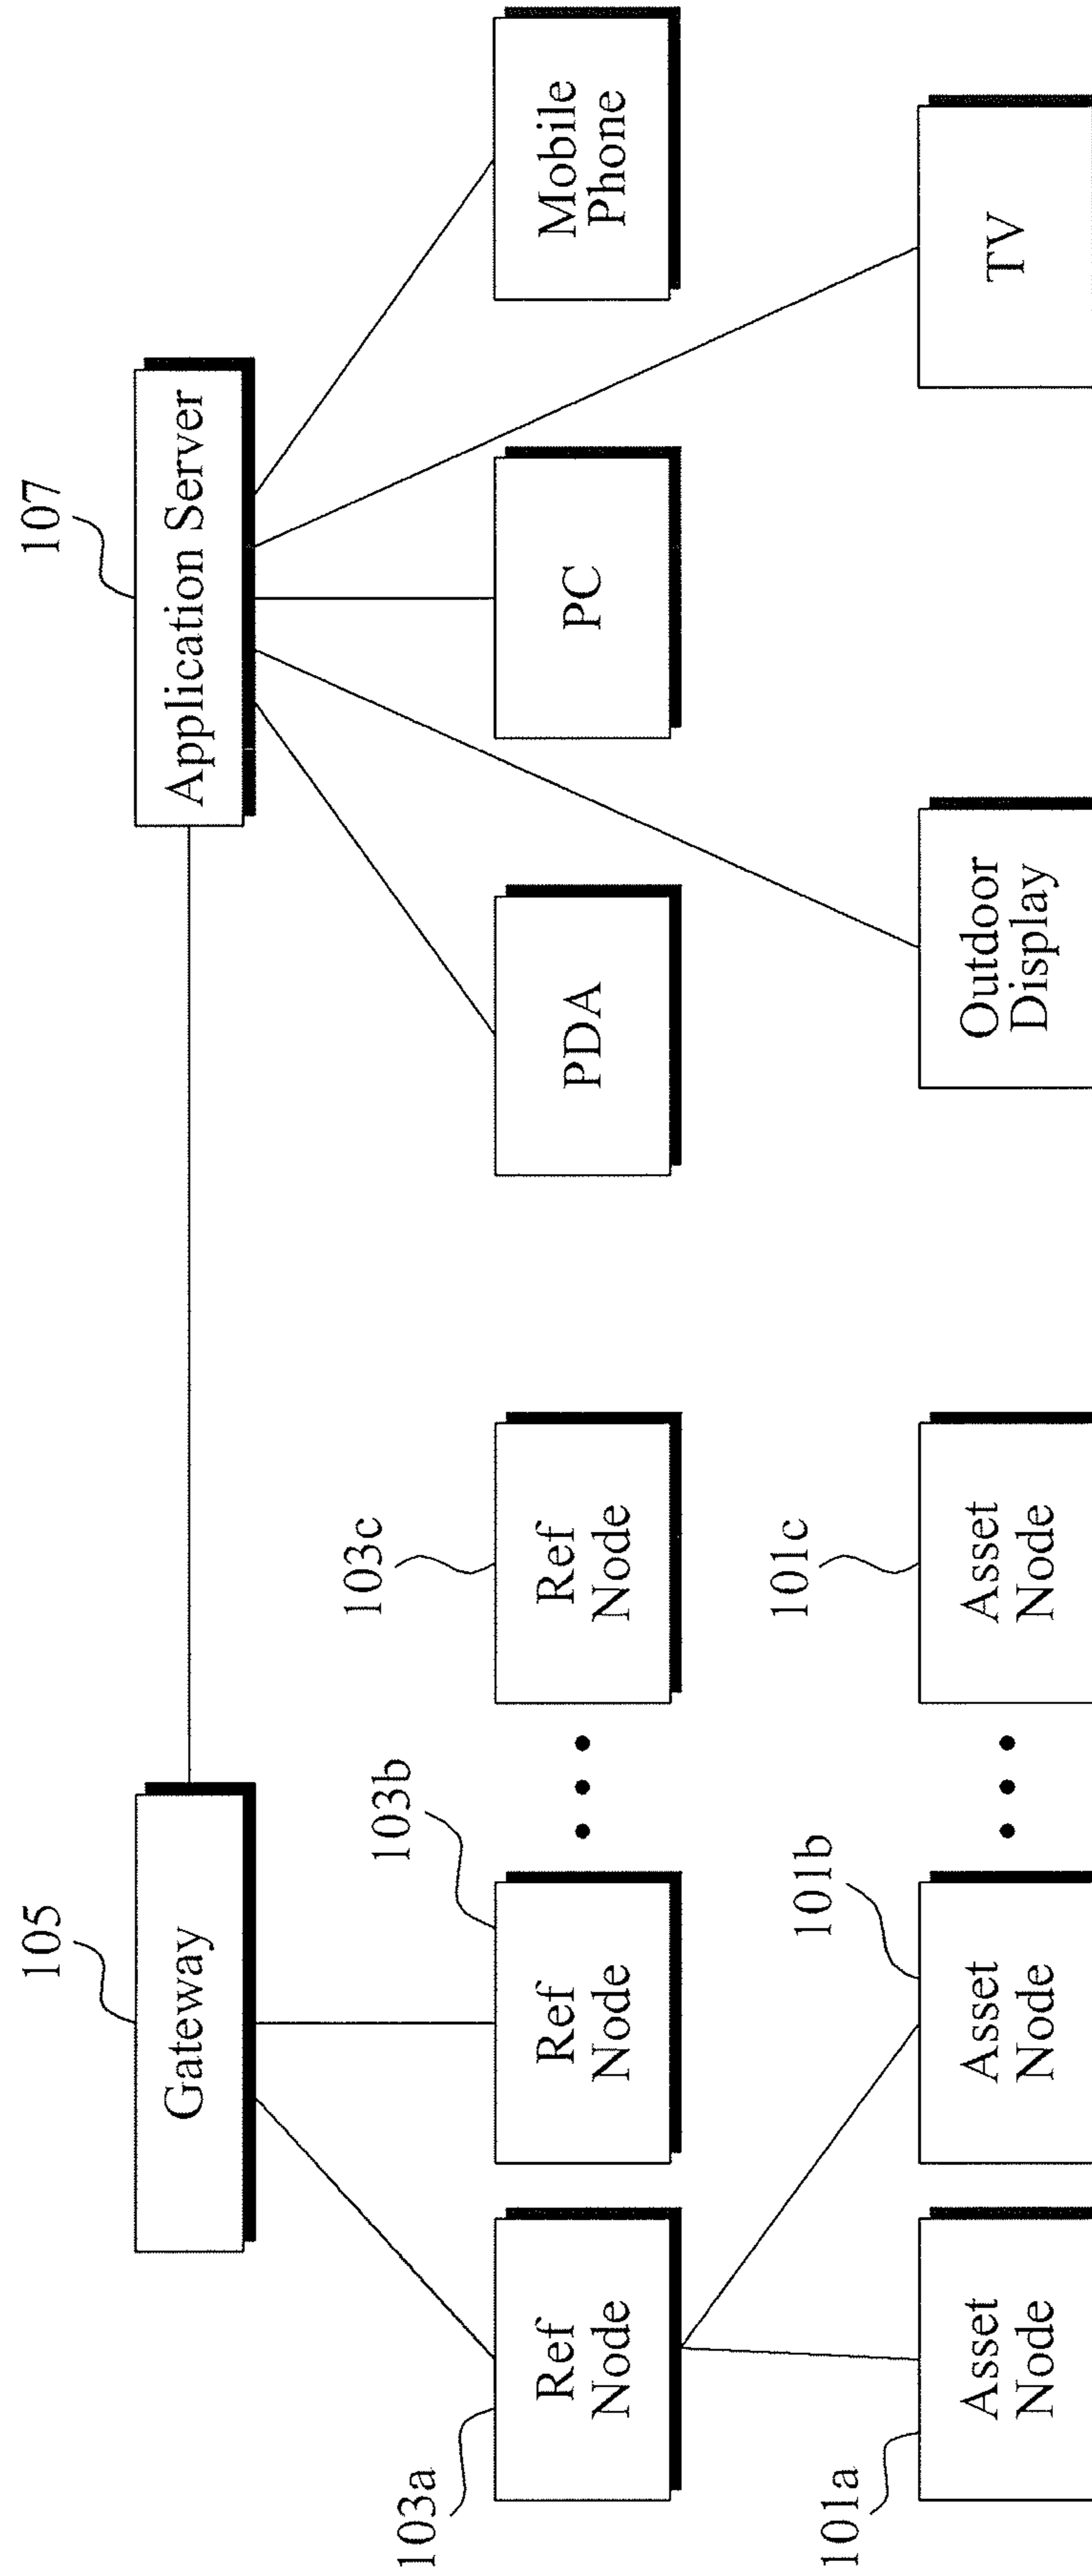 105
Gateway
107
Application Server
103a
Ref
Node
103b
Ref
Node
103c
Ref
Node
PDA
PC
Mobile
Phone
101a
Asset
Node
101b
Asset
Node
101c
Asset
Node
Outdoor
Display
TV